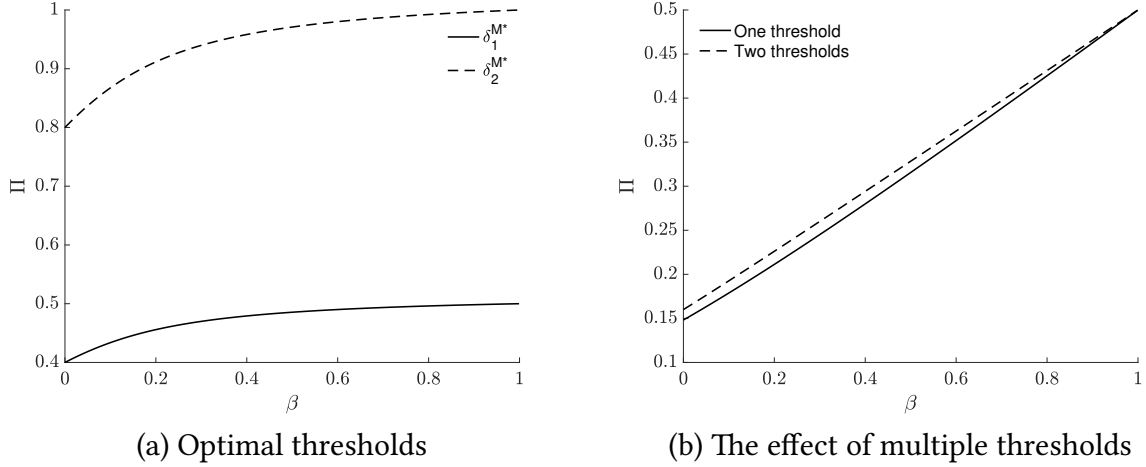 1
0.9
0.8
0.7
0.6
0.5
0.4
Π
0 0.2 0.4 0.6 0.8 1
β
δ₁ᴹ*
δ₂ᴹ*
(a) Optimal thresholds
0.5
0.45
0.4
0.35
0.3
0.25
0.2
0.15
0.1
Π
0 0.2 0.4 0.6 0.8 1
β
One threshold
Two thresholds
(b) The effect of multiple thresholds